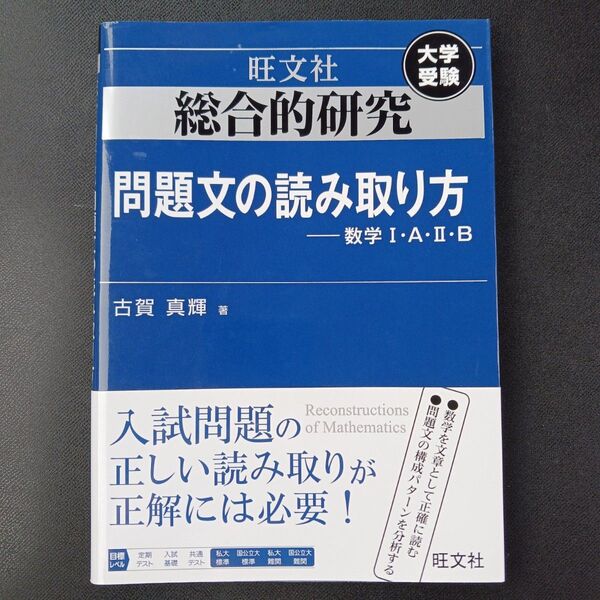 旺文社
大学
受験
総合的研究
問題文の読み取り方
——数学 I・A・II・B
古賀 真輝 著
入試問題の
正しい読み取りが
正解には必要！
Reconstructions
of Mathematics
●数学を文章として正確に読む
●問題文の構成パターンを分析する
目標
レベル
定期
テスト
入試
基礎
共通
テスト
私大
標準
国公立大
標準
私大
難関
国公立大
難関
旺文社